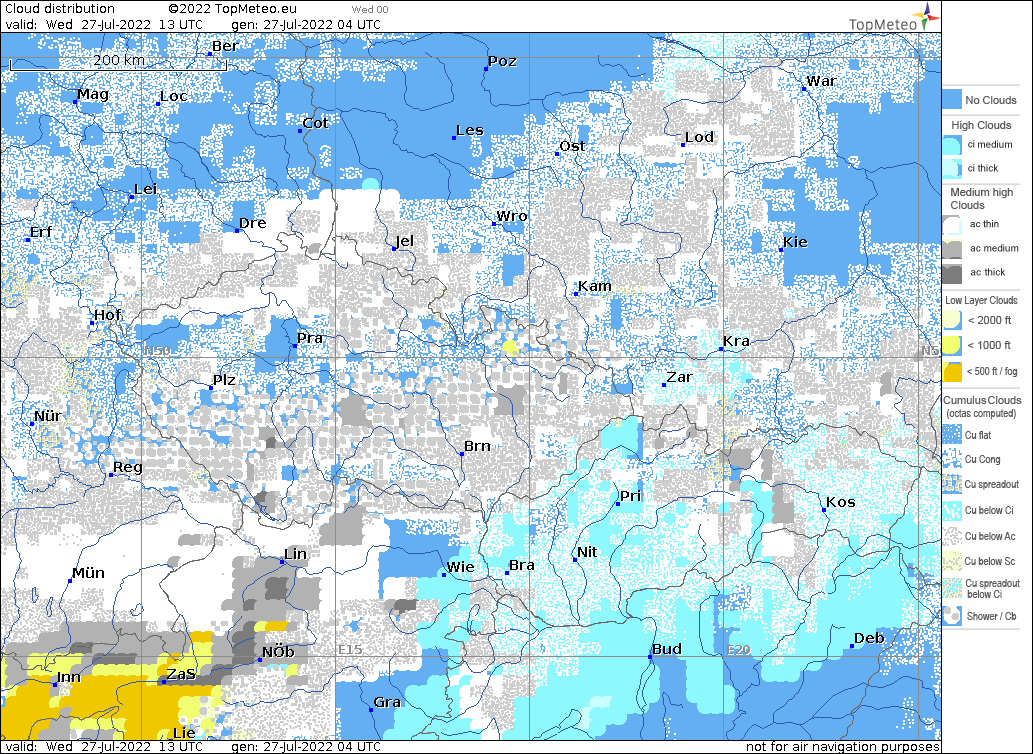 Cloud distribution ©2022 TopMeteo.eu Wed 00
valid: Wed 27-Jul-2022 13 UTC gen: 27-Jul-2022 04 UTC
TopMeteo
Ber
200 km
Poz
War
Mag
Loc
Cot
Les
Lod
Ost
Lei
Wro
Dre
Erf
Jel
Kie
Kam
Hof
Pra
Kra
N50
N5
Plz
Zar
Nür
Brn
Reg
Pri
Kos
Lin
Nit
Mün
Wie
Bra
Deb
NÖb
E15
Bud
E20
Inn
ZaS
Gra
Lie
No Clouds
High Clouds
ci medium
ci thick
Medium high
Clouds
ac thin
ac medium
ac thick
Low Layer Clouds
< 2000 ft
< 1000 ft
< 500 ft / fog
CumulusClouds
(octas computed)
Cu flat
Cu Cong
Cu spreadout
Cu below Ci
Cu below Ac
Cu below Sc
Cu spreadout
below Ci
Shower / Cb
valid: Wed 27-Jul-2022 13 UTC gen: 27-Jul-2022 04 UTC not for air navigation purposes